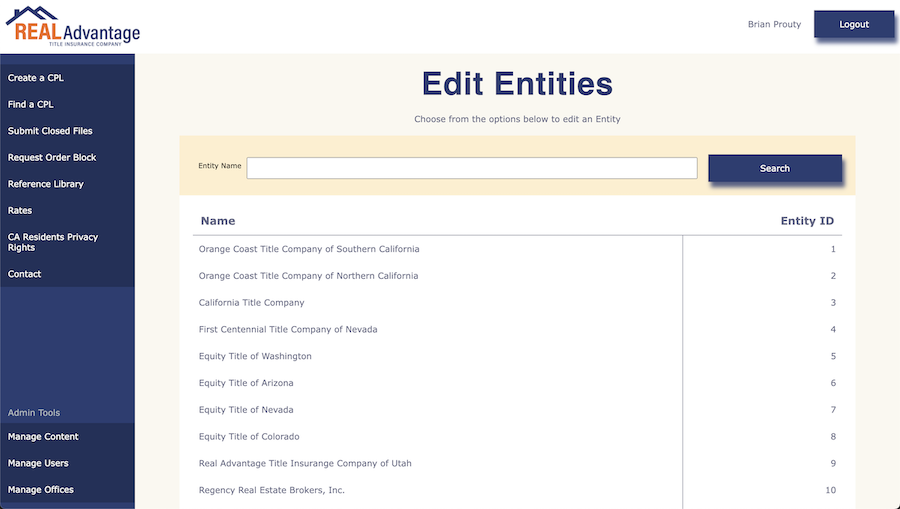 REAL Advantage
TITLE INSURANCE COMPANY
Brian Prouty
Logout
Create a CPL
Find a CPL
Submit Closed Files
Request Order Block
Reference Library
Rates
CA Residents Privacy
Rights
Contact
Admin Tools
Manage Content
Manage Users
Manage Offices
Edit Entities
Choose from the options below to edit an Entity
Entity Name
Search
Name Entity ID
Orange Coast Title Company of Southern California 1
Orange Coast Title Company of Northern California 2
California Title Company 3
First Centennial Title Company of Nevada 4
Equity Title of Washington 5
Equity Title of Arizona 6
Equity Title of Nevada 7
Equity Title of Colorado 8
Real Advantage Title Insurange Company of Utah 9
Regency Real Estate Brokers, Inc. 10